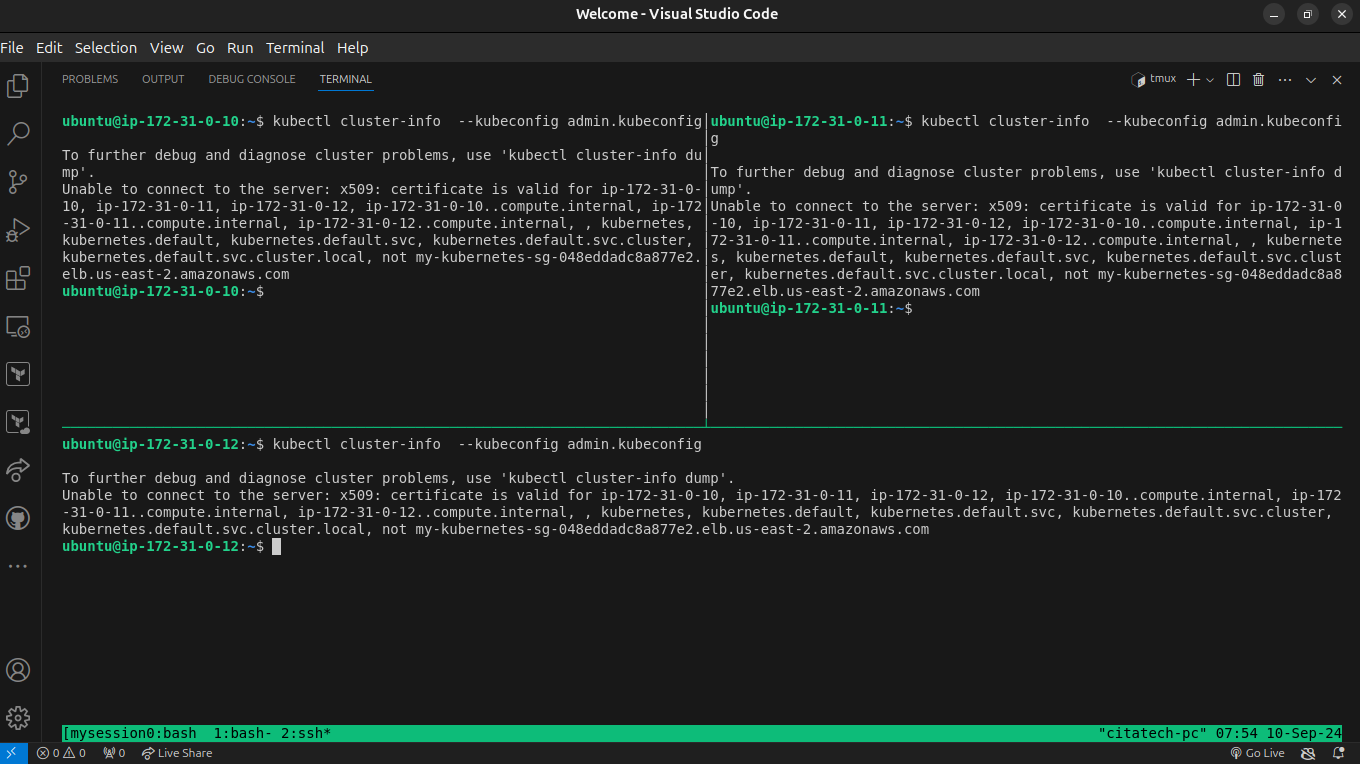 Welcome - Visual Studio Code
File Edit Selection View Go Run Terminal Help
PROBLEMS OUTPUT DEBUG CONSOLE TERMINAL
tmux
ubuntu@ip-172-31-0-10:~$ kubectl cluster-info  --kubeconfig admin.kubeconfig
To further debug and diagnose cluster problems, use 'kubectl cluster-info du
mp'.
Unable to connect to the server: x509: certificate is valid for ip-172-31-0-
10, ip-172-31-0-11, ip-172-31-0-12, ip-172-31-0-10..compute.internal, ip-172
-31-0-11..compute.internal, ip-172-31-0-12..compute.internal, , kubernetes,
kubernetes.default, kubernetes.default.svc, kubernetes.default.svc.cluster,
kubernetes.default.svc.cluster.local, not my-kubernetes-sg-048eddadc8a877e2.
elb.us-east-2.amazonaws.com
ubuntu@ip-172-31-0-10:~$
ubuntu@ip-172-31-0-11:~$ kubectl cluster-info  --kubeconfig admin.kubeconfi
g
To further debug and diagnose cluster problems, use 'kubectl cluster-info d
ump'.
Unable to connect to the server: x509: certificate is valid for ip-172-31-0
-10, ip-172-31-0-11, ip-172-31-0-12, ip-172-31-0-10..compute.internal, ip-1
72-31-0-11..compute.internal, ip-172-31-0-12..compute.internal, , kubernete
s, kubernetes.default, kubernetes.default.svc, kubernetes.default.svc.clust
er, kubernetes.default.svc.cluster.local, not my-kubernetes-sg-048eddadc8a8
77e2.elb.us-east-2.amazonaws.com
ubuntu@ip-172-31-0-11:~$
ubuntu@ip-172-31-0-12:~$ kubectl cluster-info  --kubeconfig admin.kubeconfig
To further debug and diagnose cluster problems, use 'kubectl cluster-info dump'.
Unable to connect to the server: x509: certificate is valid for ip-172-31-0-10, ip-172-31-0-11, ip-172-31-0-12, ip-172-31-0-10..compute.internal, ip-172
-31-0-11..compute.internal, ip-172-31-0-12..compute.internal, , kubernetes, kubernetes.default, kubernetes.default.svc, kubernetes.default.svc.cluster,
kubernetes.default.svc.cluster.local, not my-kubernetes-sg-048eddadc8a877e2.elb.us-east-2.amazonaws.com
ubuntu@ip-172-31-0-12:~$
[mysession0:bash  1:bash- 2:ssh* "citatech-pc" 07:54 10-Sep-24
0 0 0 Live Share Go Live